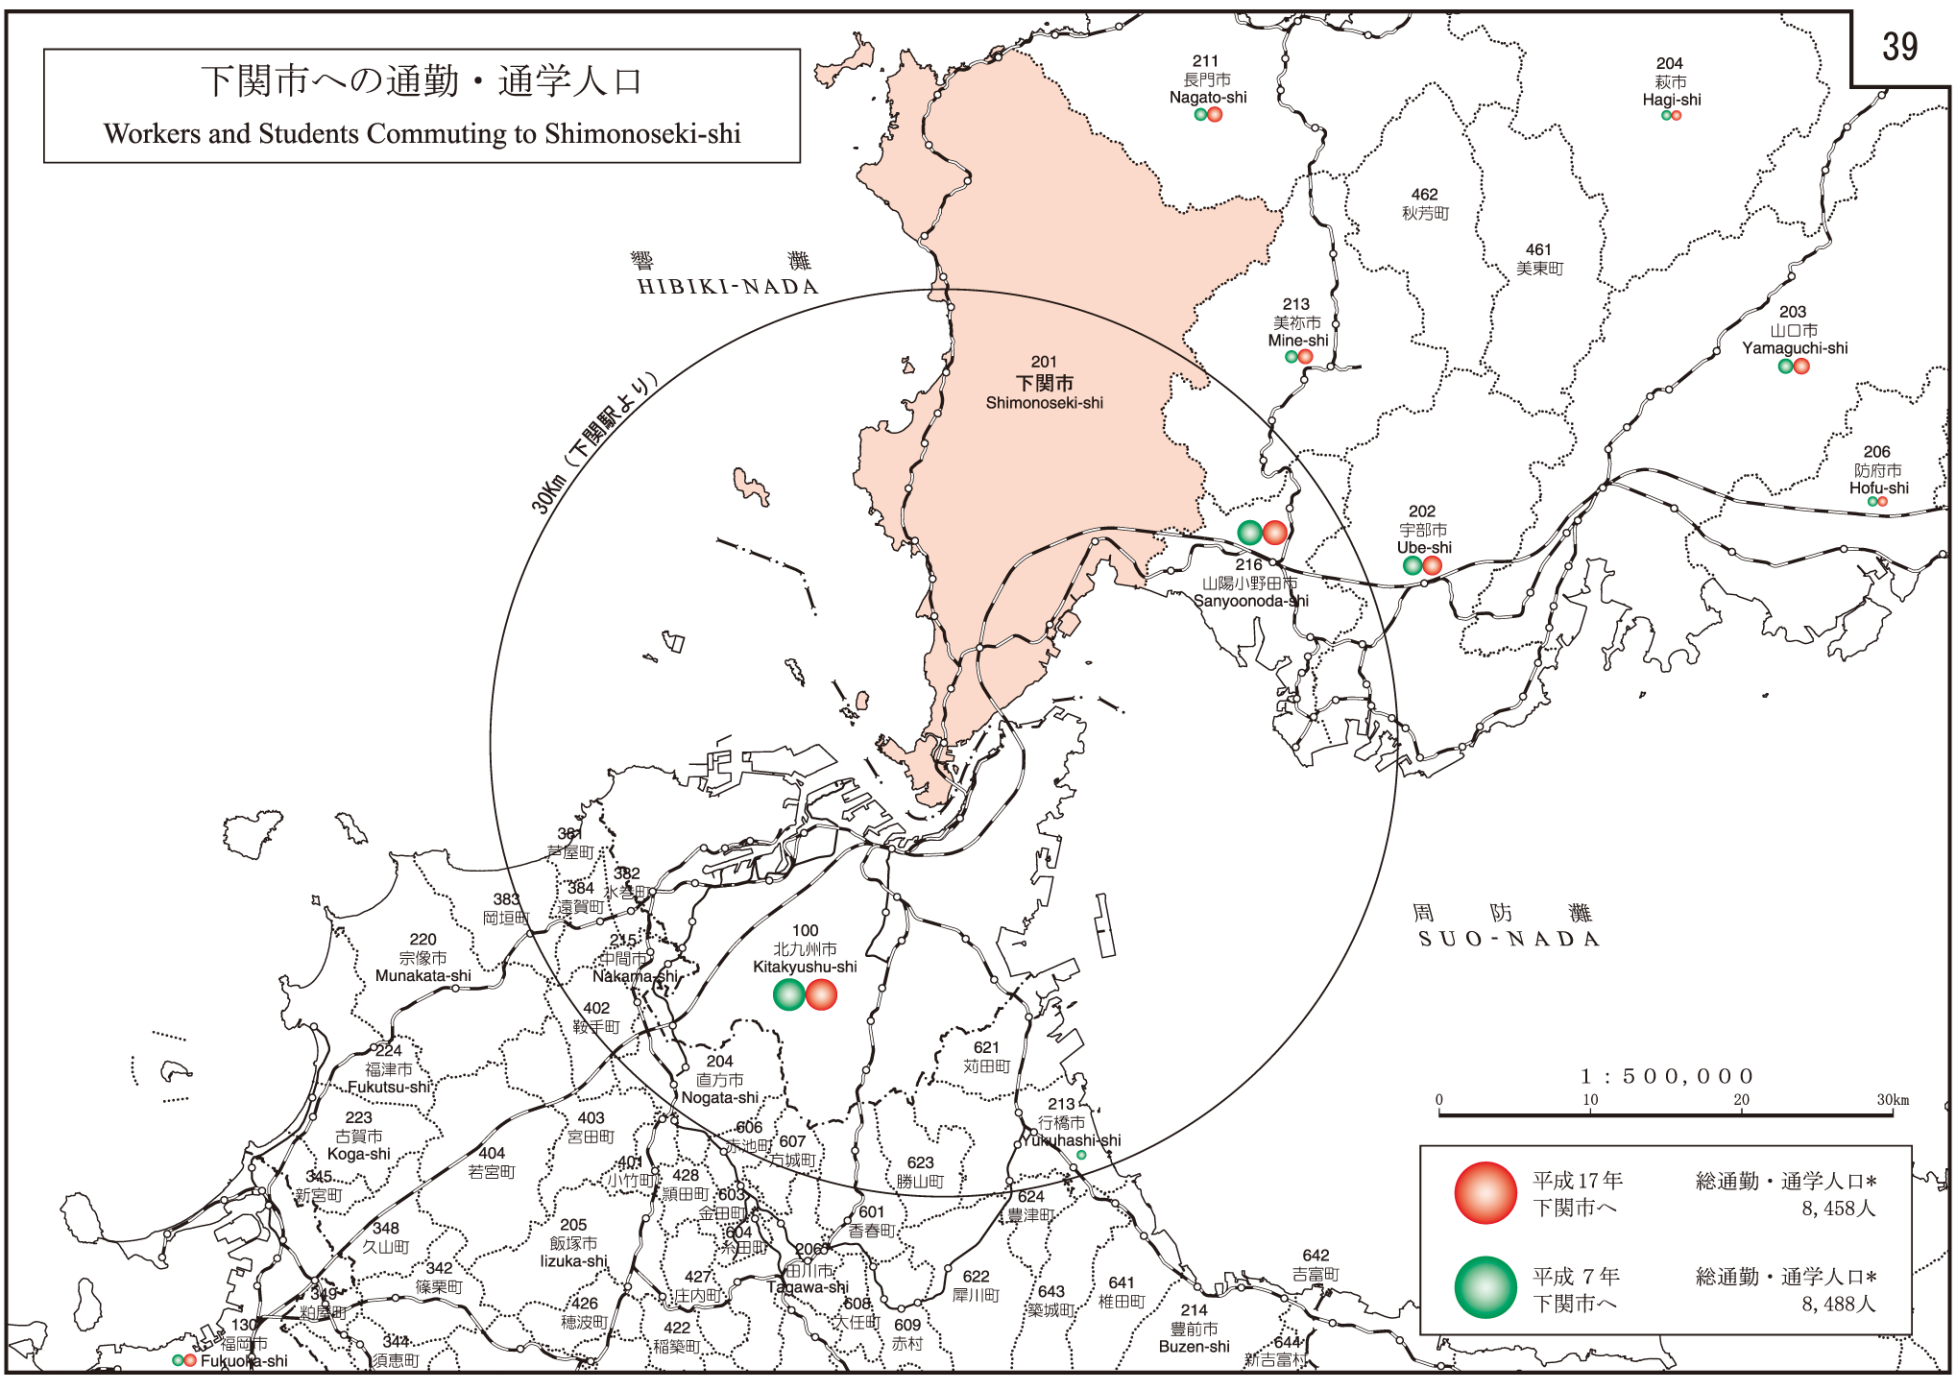 39
下関市への通勤・通学人口
Workers and Students Commuting to Shimonoseki-shi
211
長門市
Nagato-shi
204
萩市
Hagi-shi
462
秋芳町
461
美東町
響灘
HIBIKI-NADA
213
美祢市
Mine-shi
203
山口市
Yamaguchi-shi
201
下関市
Shimonoseki-shi
30Km(下関駅より)
206
防府市
Hofu-shi
202
宇部市
Ube-shi
216
山陽小野田市
Sanyoonoda-shi
381
芦屋町
382
水巻町
384
遠賀町
383
岡垣町
220
宗像市
Munakata-shi
215
中間市
Nakama-shi
100
北九州市
Kitakyushu-shi
周防灘
SUO-NADA
402
鞍手町
224
福津市
Fukutsu-shi
204
直方市
Nogata-shi
621
苅田町
1:500,000
0 10 20 30km
223
古賀市
Koga-shi
403
宮田町
404
若宮町
606
赤池町
607
方城町
213
行橋市
Yukuhashi-shi
345
新宮町
401
小竹町
428
頴田町
623
勝山町
603
金田町
624
豊津町
348
久山町
205
飯塚市
Iizuka-shi
604
糸田町
601
香春町
206
田川市
Tagawa-shi
342
篠栗町
427
庄内町
622
犀川町
643
築城町
641
椎田町
642
吉富町
349
粕屋町
426
穂波町
608
大任町
609
赤村
214
豊前市
Buzen-shi
130
福岡市
Fukuoka-shi
344
須恵町
422
稲築町
644
新吉富村
平成17年 総通勤・通学人口*
下関市へ 8,458人
平成 7年 総通勤・通学人口*
下関市へ 8,488人